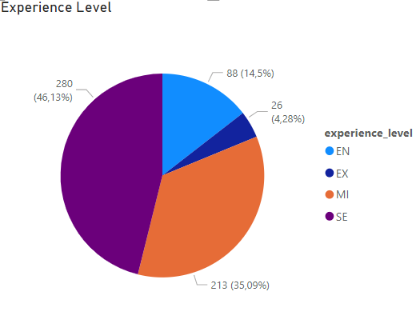 Experience Level
280
(46,13%)
88 (14,5%)
26
(4,28%)
213 (35,09%)
experience_level
EN
EX
MI
SE